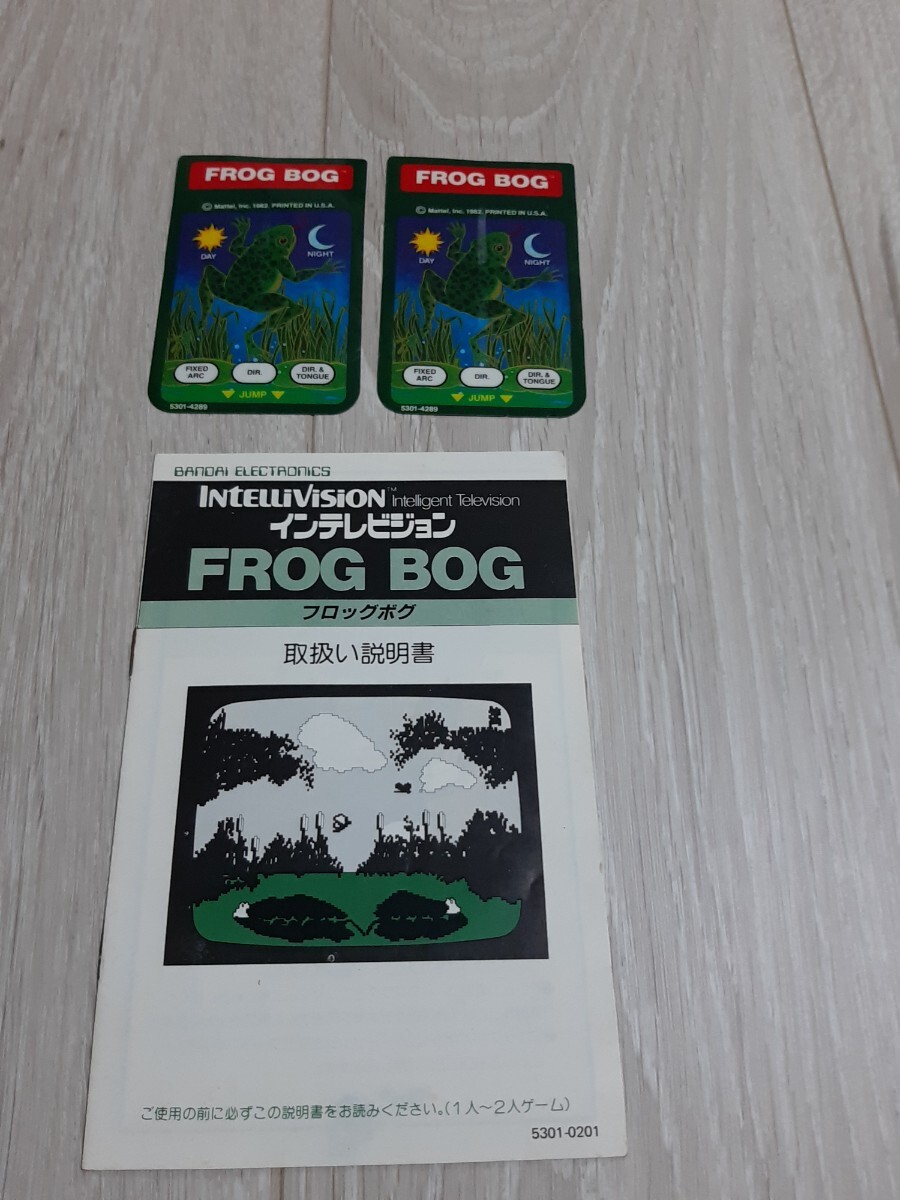 FROG BOG™
© Mattel, Inc. 1982. PRINTED IN U.S.A.
DAY
NIGHT
FIXED ARC
DIR.
DIR. & TONGUE
JUMP
5301-4289
FROG BOG™
© Mattel, Inc. 1982. PRINTED IN U.S.A.
DAY
NIGHT
FIXED ARC
DIR.
DIR. & TONGUE
JUMP
5301-4289
BANDAI ELECTRONICS
INTELLIVISION™ Intelligent Television
インテレビジョン
FROG BOG
フロッグボグ
取扱い説明書
ご使用の前に必ずこの説明書をお読みください。(1人〜2人ゲーム)
5301-0201